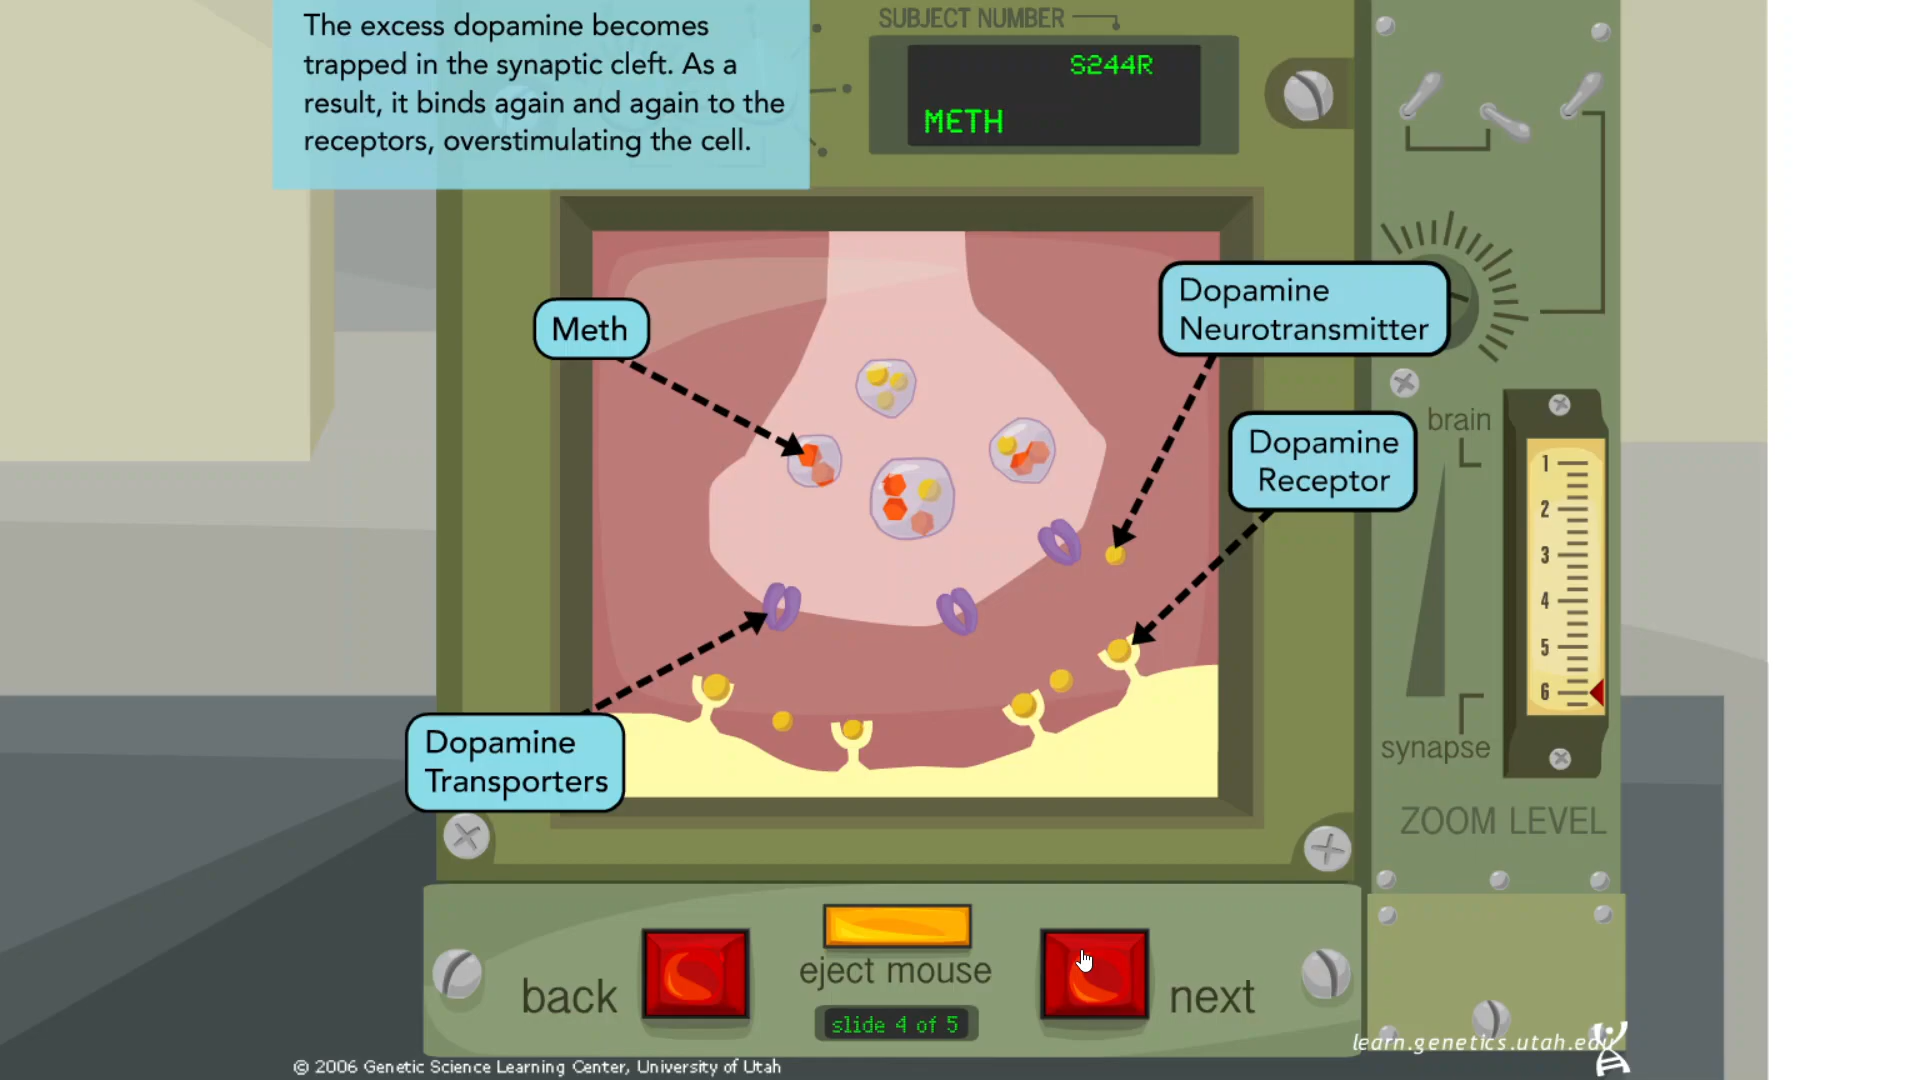 The excess dopamine becomes
trapped in the synaptic cleft. As a
result, it binds again and again to the
receptors, overstimulating the cell.
SUBJECT NUMBER
S244R
METH
Meth
Dopamine
Neurotransmitter
Dopamine
Receptor
Dopamine
Transporters
brain
1
2
3
4
5
6
synapse
ZOOM LEVEL
back
eject mouse
next
slide 4 of 5
learn.genetics.utah.edu
© 2006 Genetic Science Learning Center, University of Utah